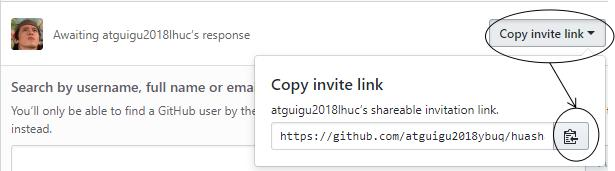 Awaiting atguigu2018lhuc's response
Copy invite link
Copy invite link
Search by username, full name or emai
atguigu2018lhuc's shareable invitation link.
You'll only be able to find a GitHub user by the
https://github.com/atguigu2018ybuq/huash
instead.